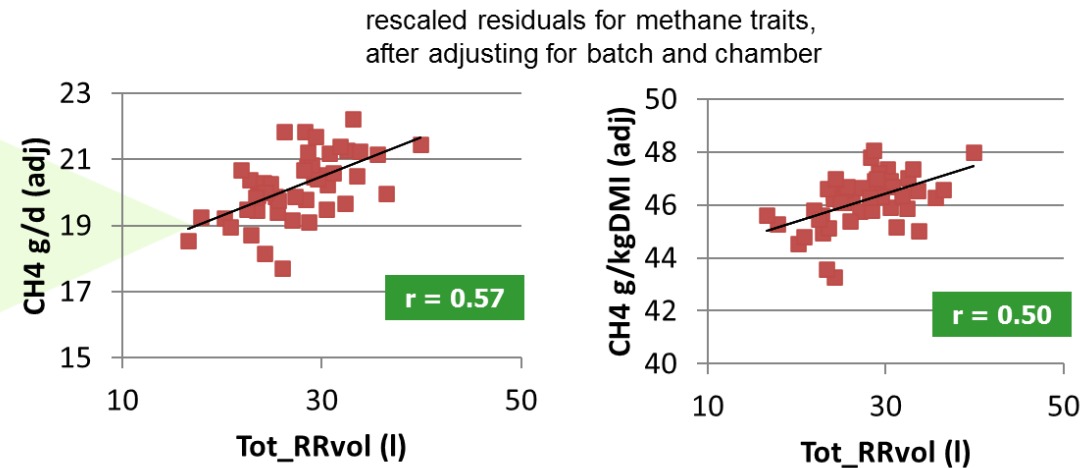 rescaled residuals for methane traits,
after adjusting for batch and chamber
CH4 g/d (adj)
23
21
19
17
15
10
30
50
Tot_RRvol (l)
r = 0.57
CH4 g/kgDMI (adj)
50
48
46
44
42
40
10
30
50
Tot_RRvol (l)
r = 0.50